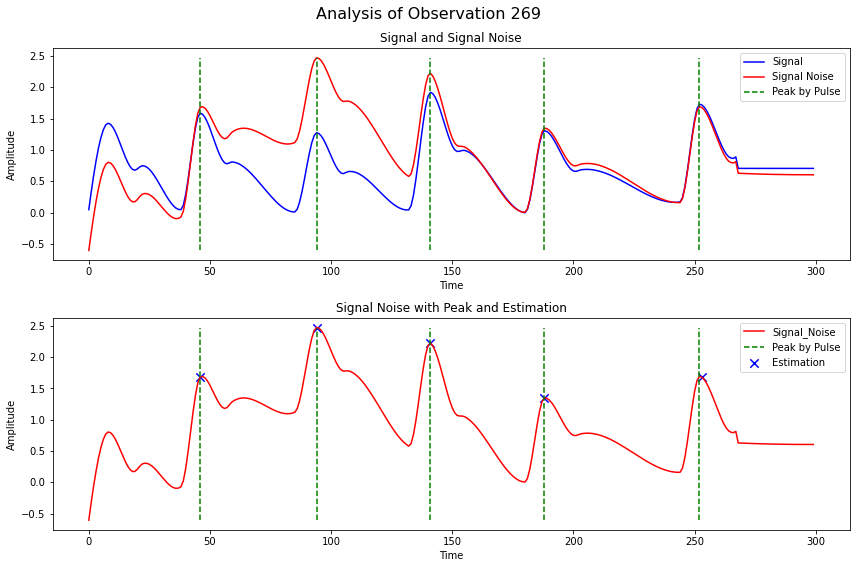 Analysis of Observation 269
Signal and Signal Noise
2.5
2.0
1.5
1.0
0.5
0.0
−0.5
Amplitude
Signal
Signal Noise
Peak by Pulse
0 50 100 150 200 250 300
Time
Signal Noise with Peak and Estimation
2.5
2.0
1.5
1.0
0.5
0.0
−0.5
Amplitude
Signal_Noise
Peak by Pulse
Estimation
0 50 100 150 200 250 300
Time